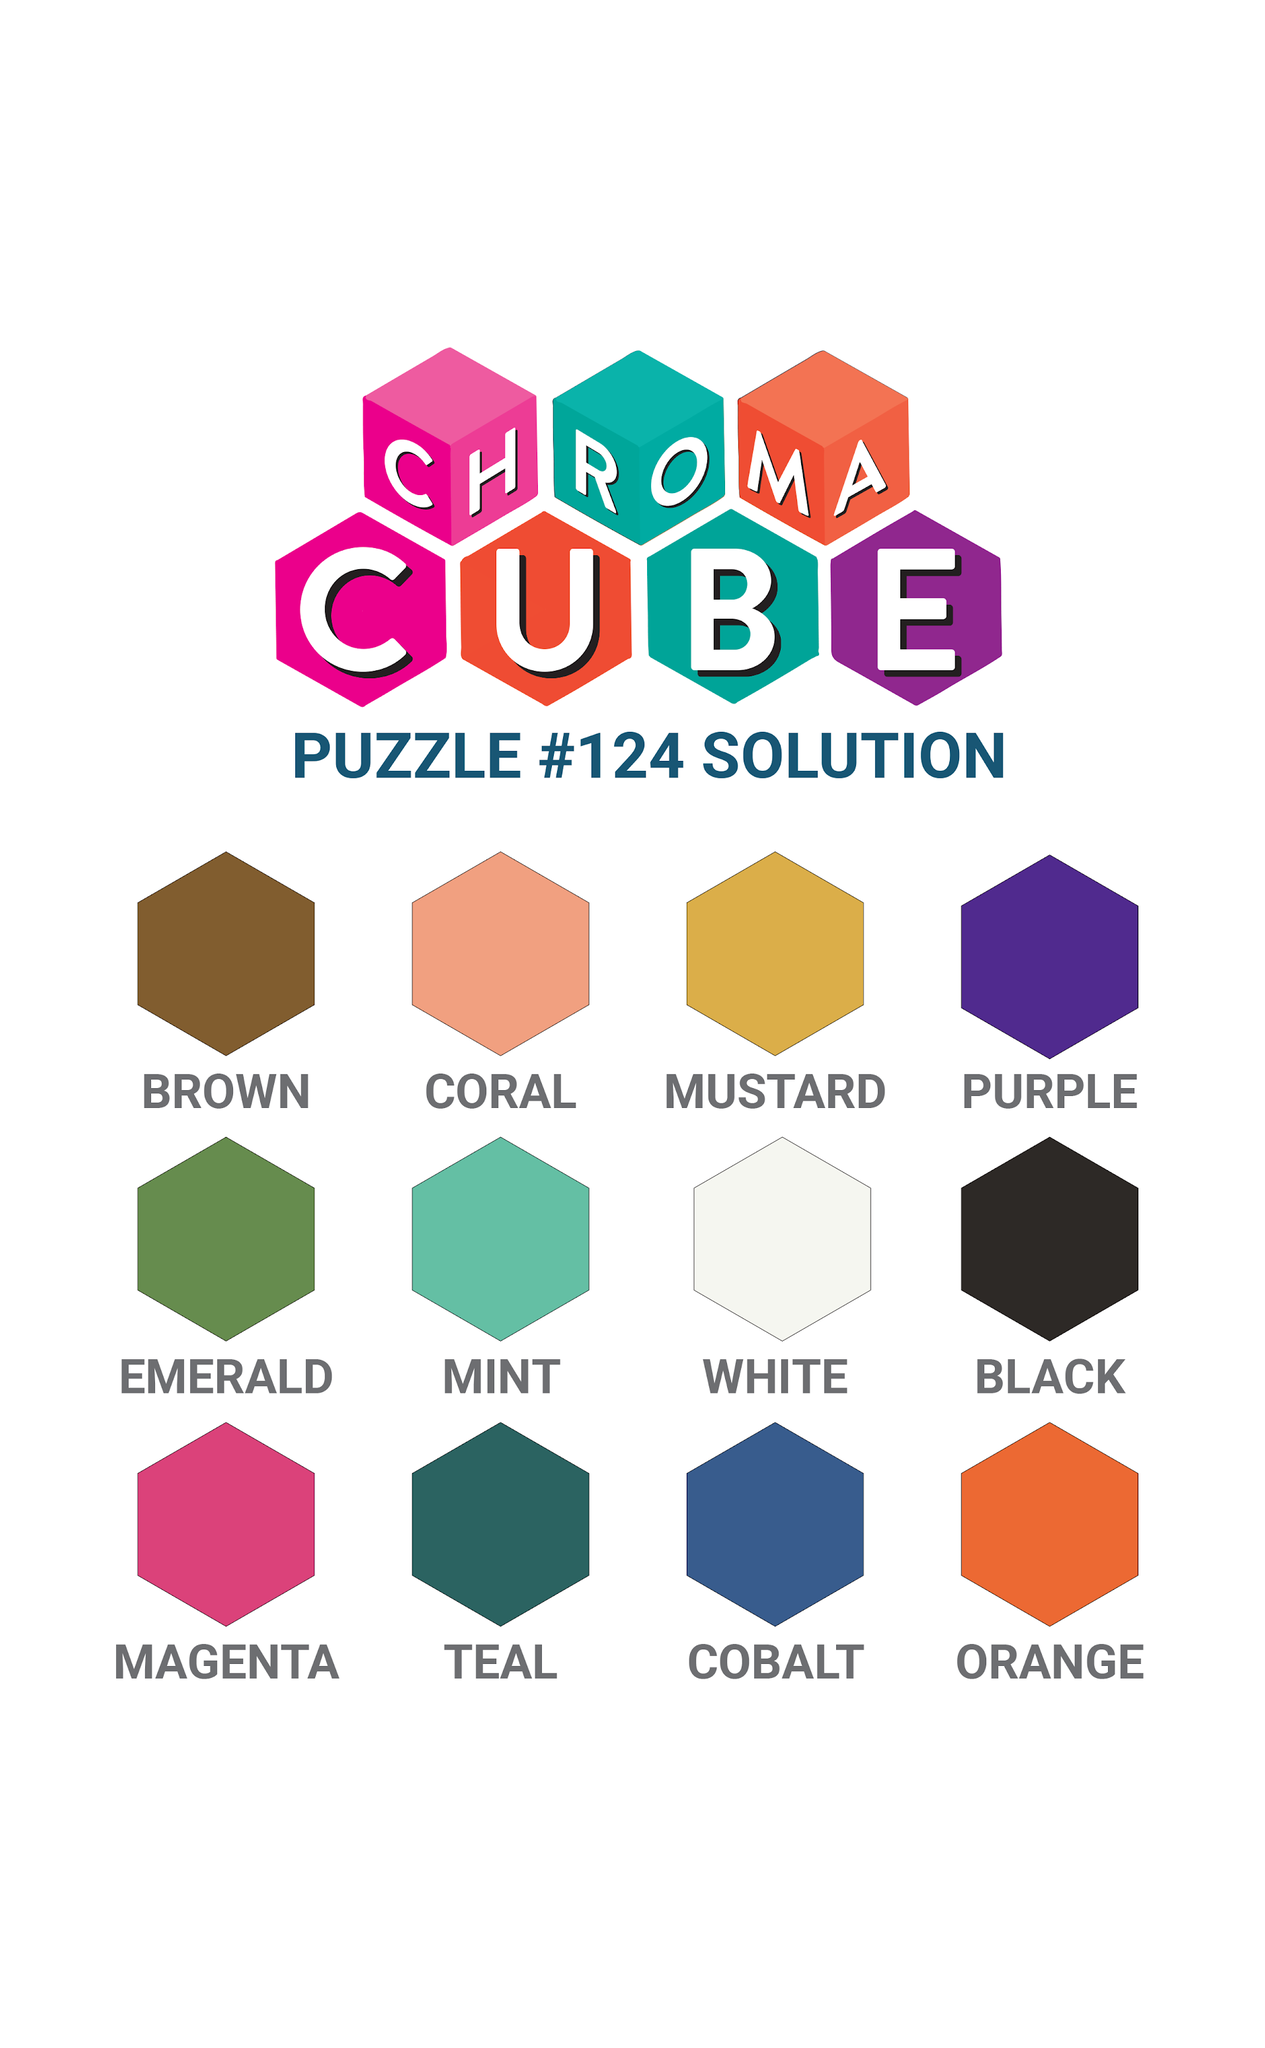 CHROMA
CUBE
PUZZLE #124 SOLUTION
BROWN CORAL MUSTARD PURPLE
EMERALD MINT WHITE BLACK
MAGENTA TEAL COBALT ORANGE